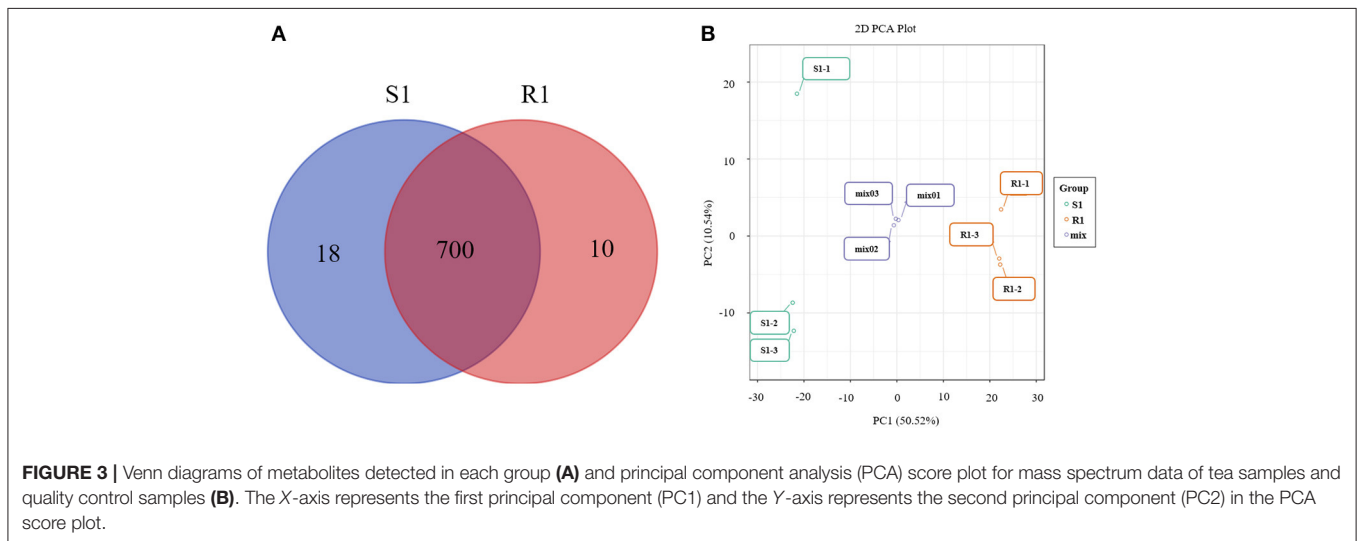 A
S1 R1
18 700 10
B
2D PCA Plot
PC2 (10.54%)
20
10
0
-10
S1-1
mix03 mix01
mix02
R1-1
R1-3
R1-2
S1-2
S1-3
-30 -20 -10 0 10 20 30
PC1 (50.52%)
Group
S1
R1
mix
FIGURE 3 | Venn diagrams of metabolites detected in each group (A) and principal component analysis (PCA) score plot for mass spectrum data of tea samples and
quality control samples (B). The X-axis represents the first principal component (PC1) and the Y-axis represents the second principal component (PC2) in the PCA
score plot.